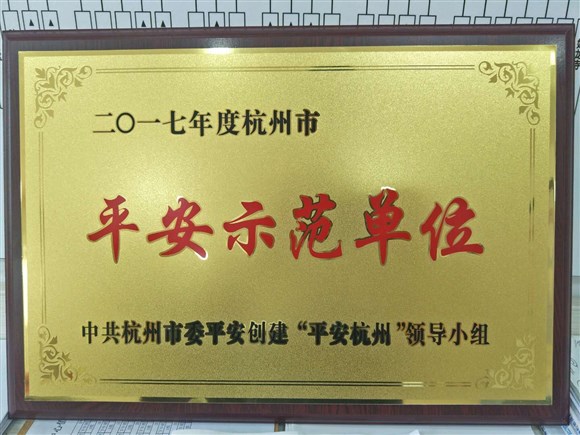 二〇一七年度杭州市
平安示范单位
中共杭州市委平安创建“平安杭州”领导小组